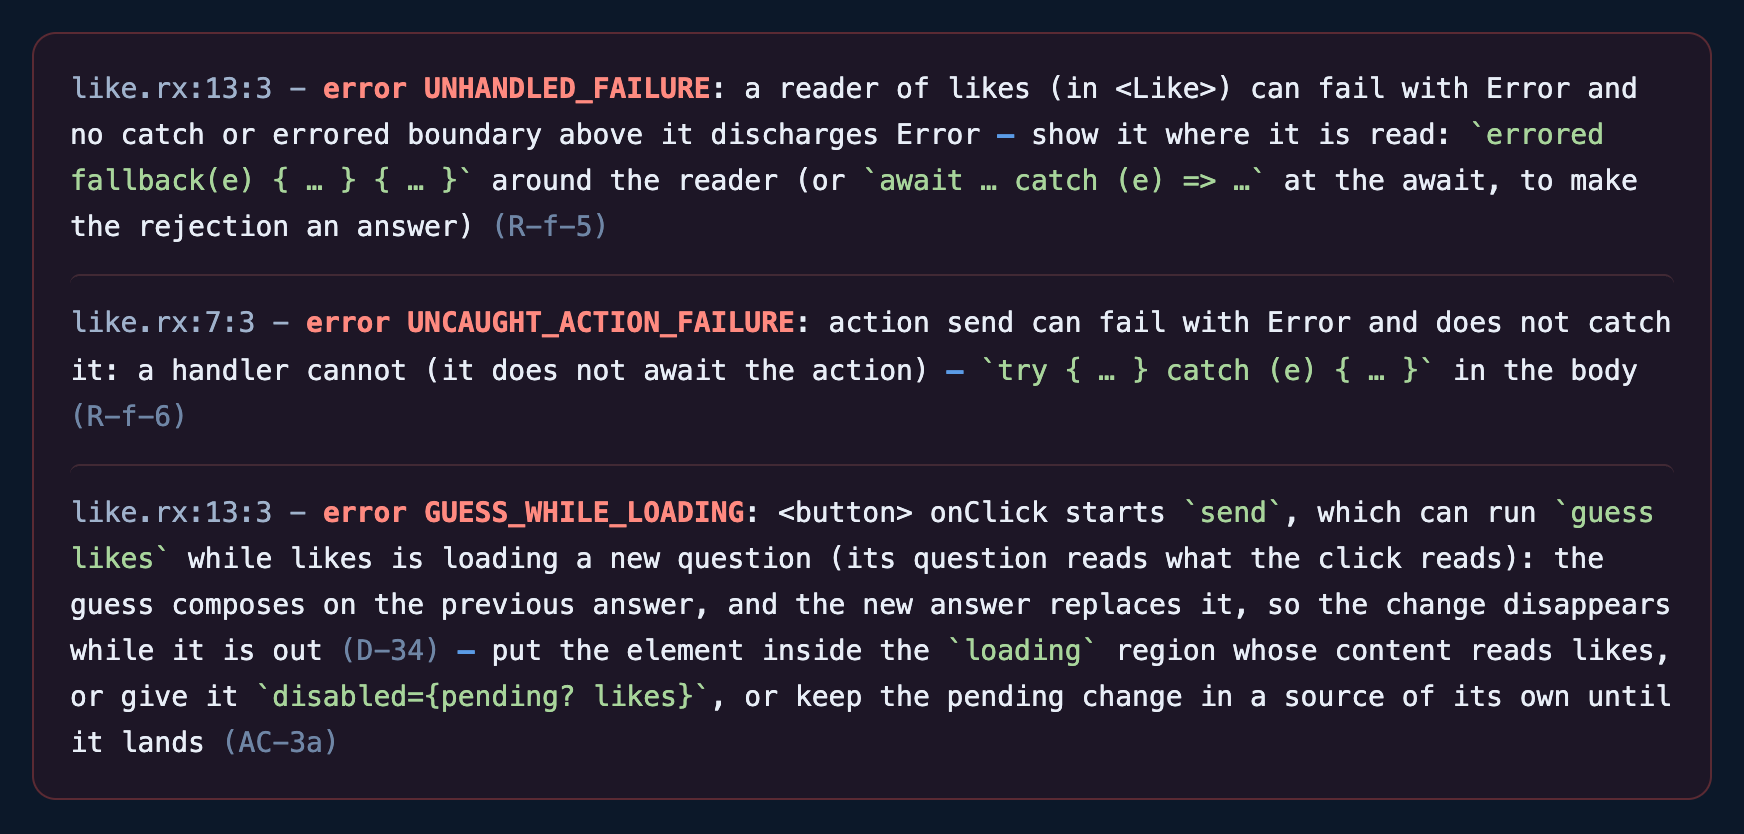 like.rx:13:3 – error UNHANDLED_FAILURE: a reader of likes (in <Like>) can fail with Error and
no catch or errored boundary above it discharges Error — show it where it is read: `errored
fallback(e) { … } { … }` around the reader (or `await … catch (e) => …` at the await, to make
the rejection an answer) (R-f-5)
like.rx:7:3 – error UNCAUGHT_ACTION_FAILURE: action send can fail with Error and does not catch
it: a handler cannot (it does not await the action) — `try { … } catch (e) { … }` in the body
(R-f-6)
like.rx:13:3 – error GUESS_WHILE_LOADING: <button> onClick starts `send`, which can run `guess
likes` while likes is loading a new question (its question reads what the click reads): the
guess composes on the previous answer, and the new answer replaces it, so the change disappears
while it is out (D-34) — put the element inside the `loading` region whose content reads likes,
or give it `disabled={pending? likes}`, or keep the pending change in a source of its own until
it lands (AC-3a)